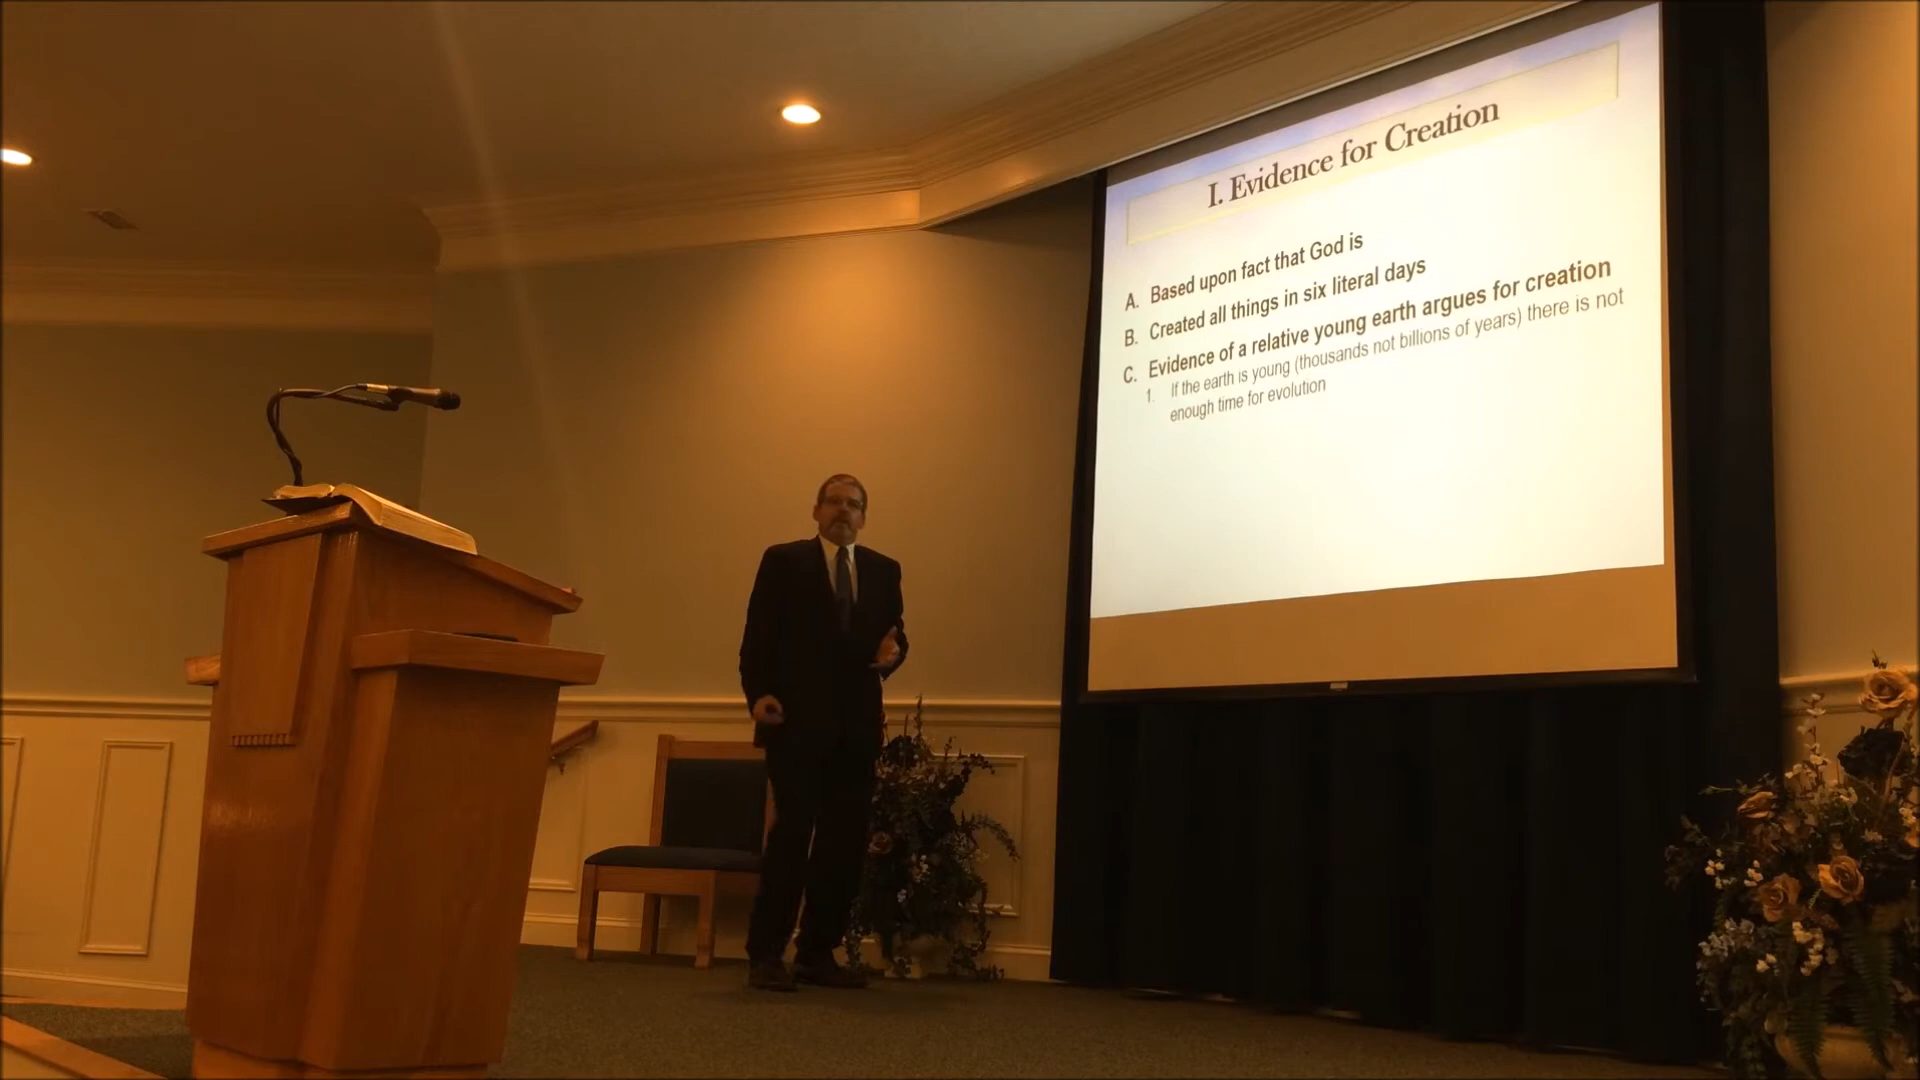 I. Evidence for Creation
A. Based upon fact that God is
B. Created all things in six literal days
C. Evidence of a relative young earth argues for creation
1. If the earth is young (thousands not billions of years) there is not
enough time for evolution